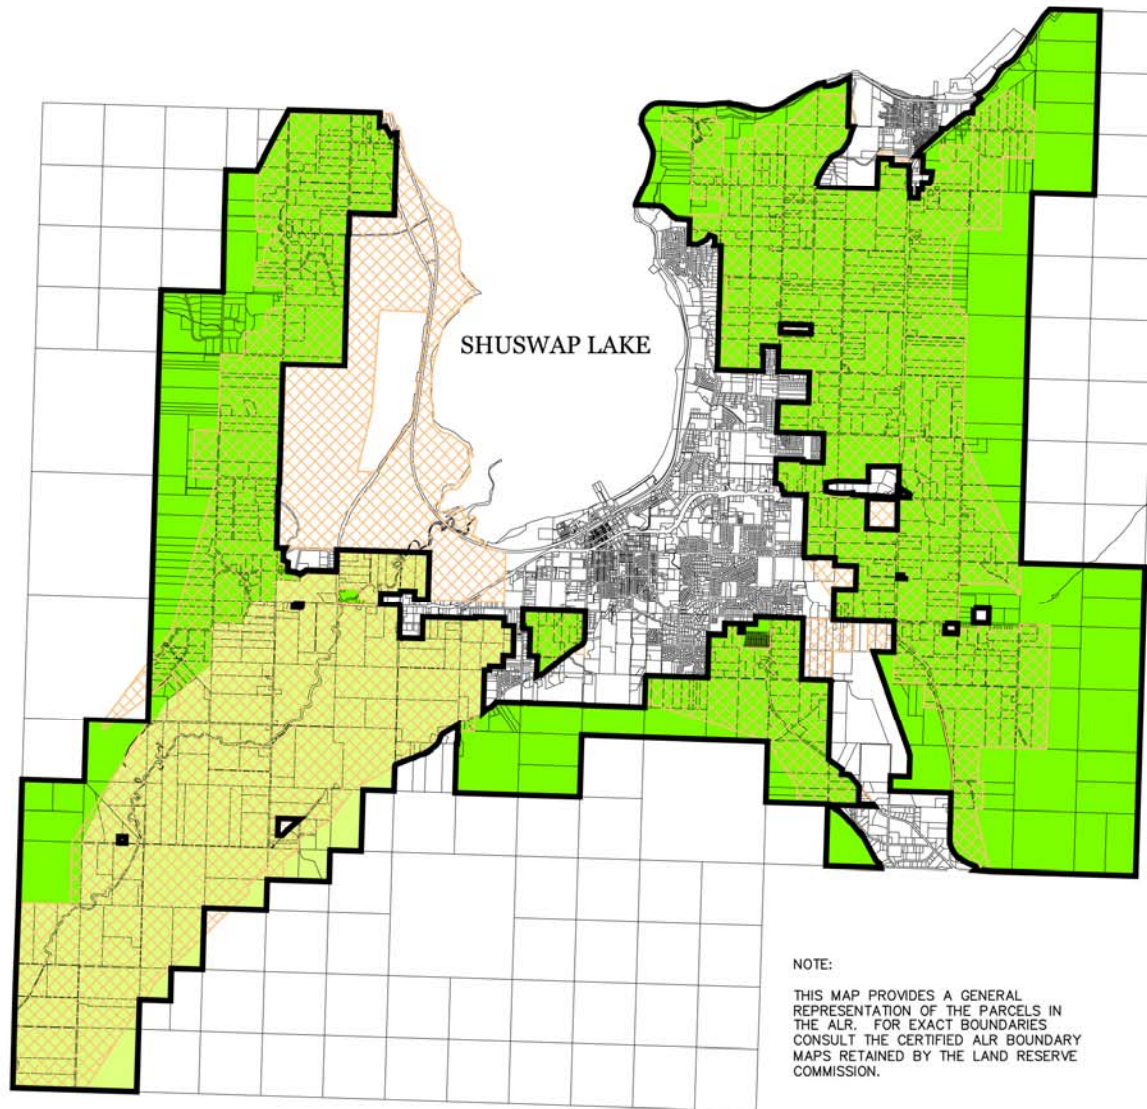 SHUSWAP LAKE
NOTE:
THIS MAP PROVIDES A GENERAL
REPRESENTATION OF THE PARCELS IN
THE ALR. FOR EXACT BOUNDARIES
CONSULT THE CERTIFIED ALR BOUNDARY
MAPS RETAINED BY THE LAND RESERVE
COMMISSION.